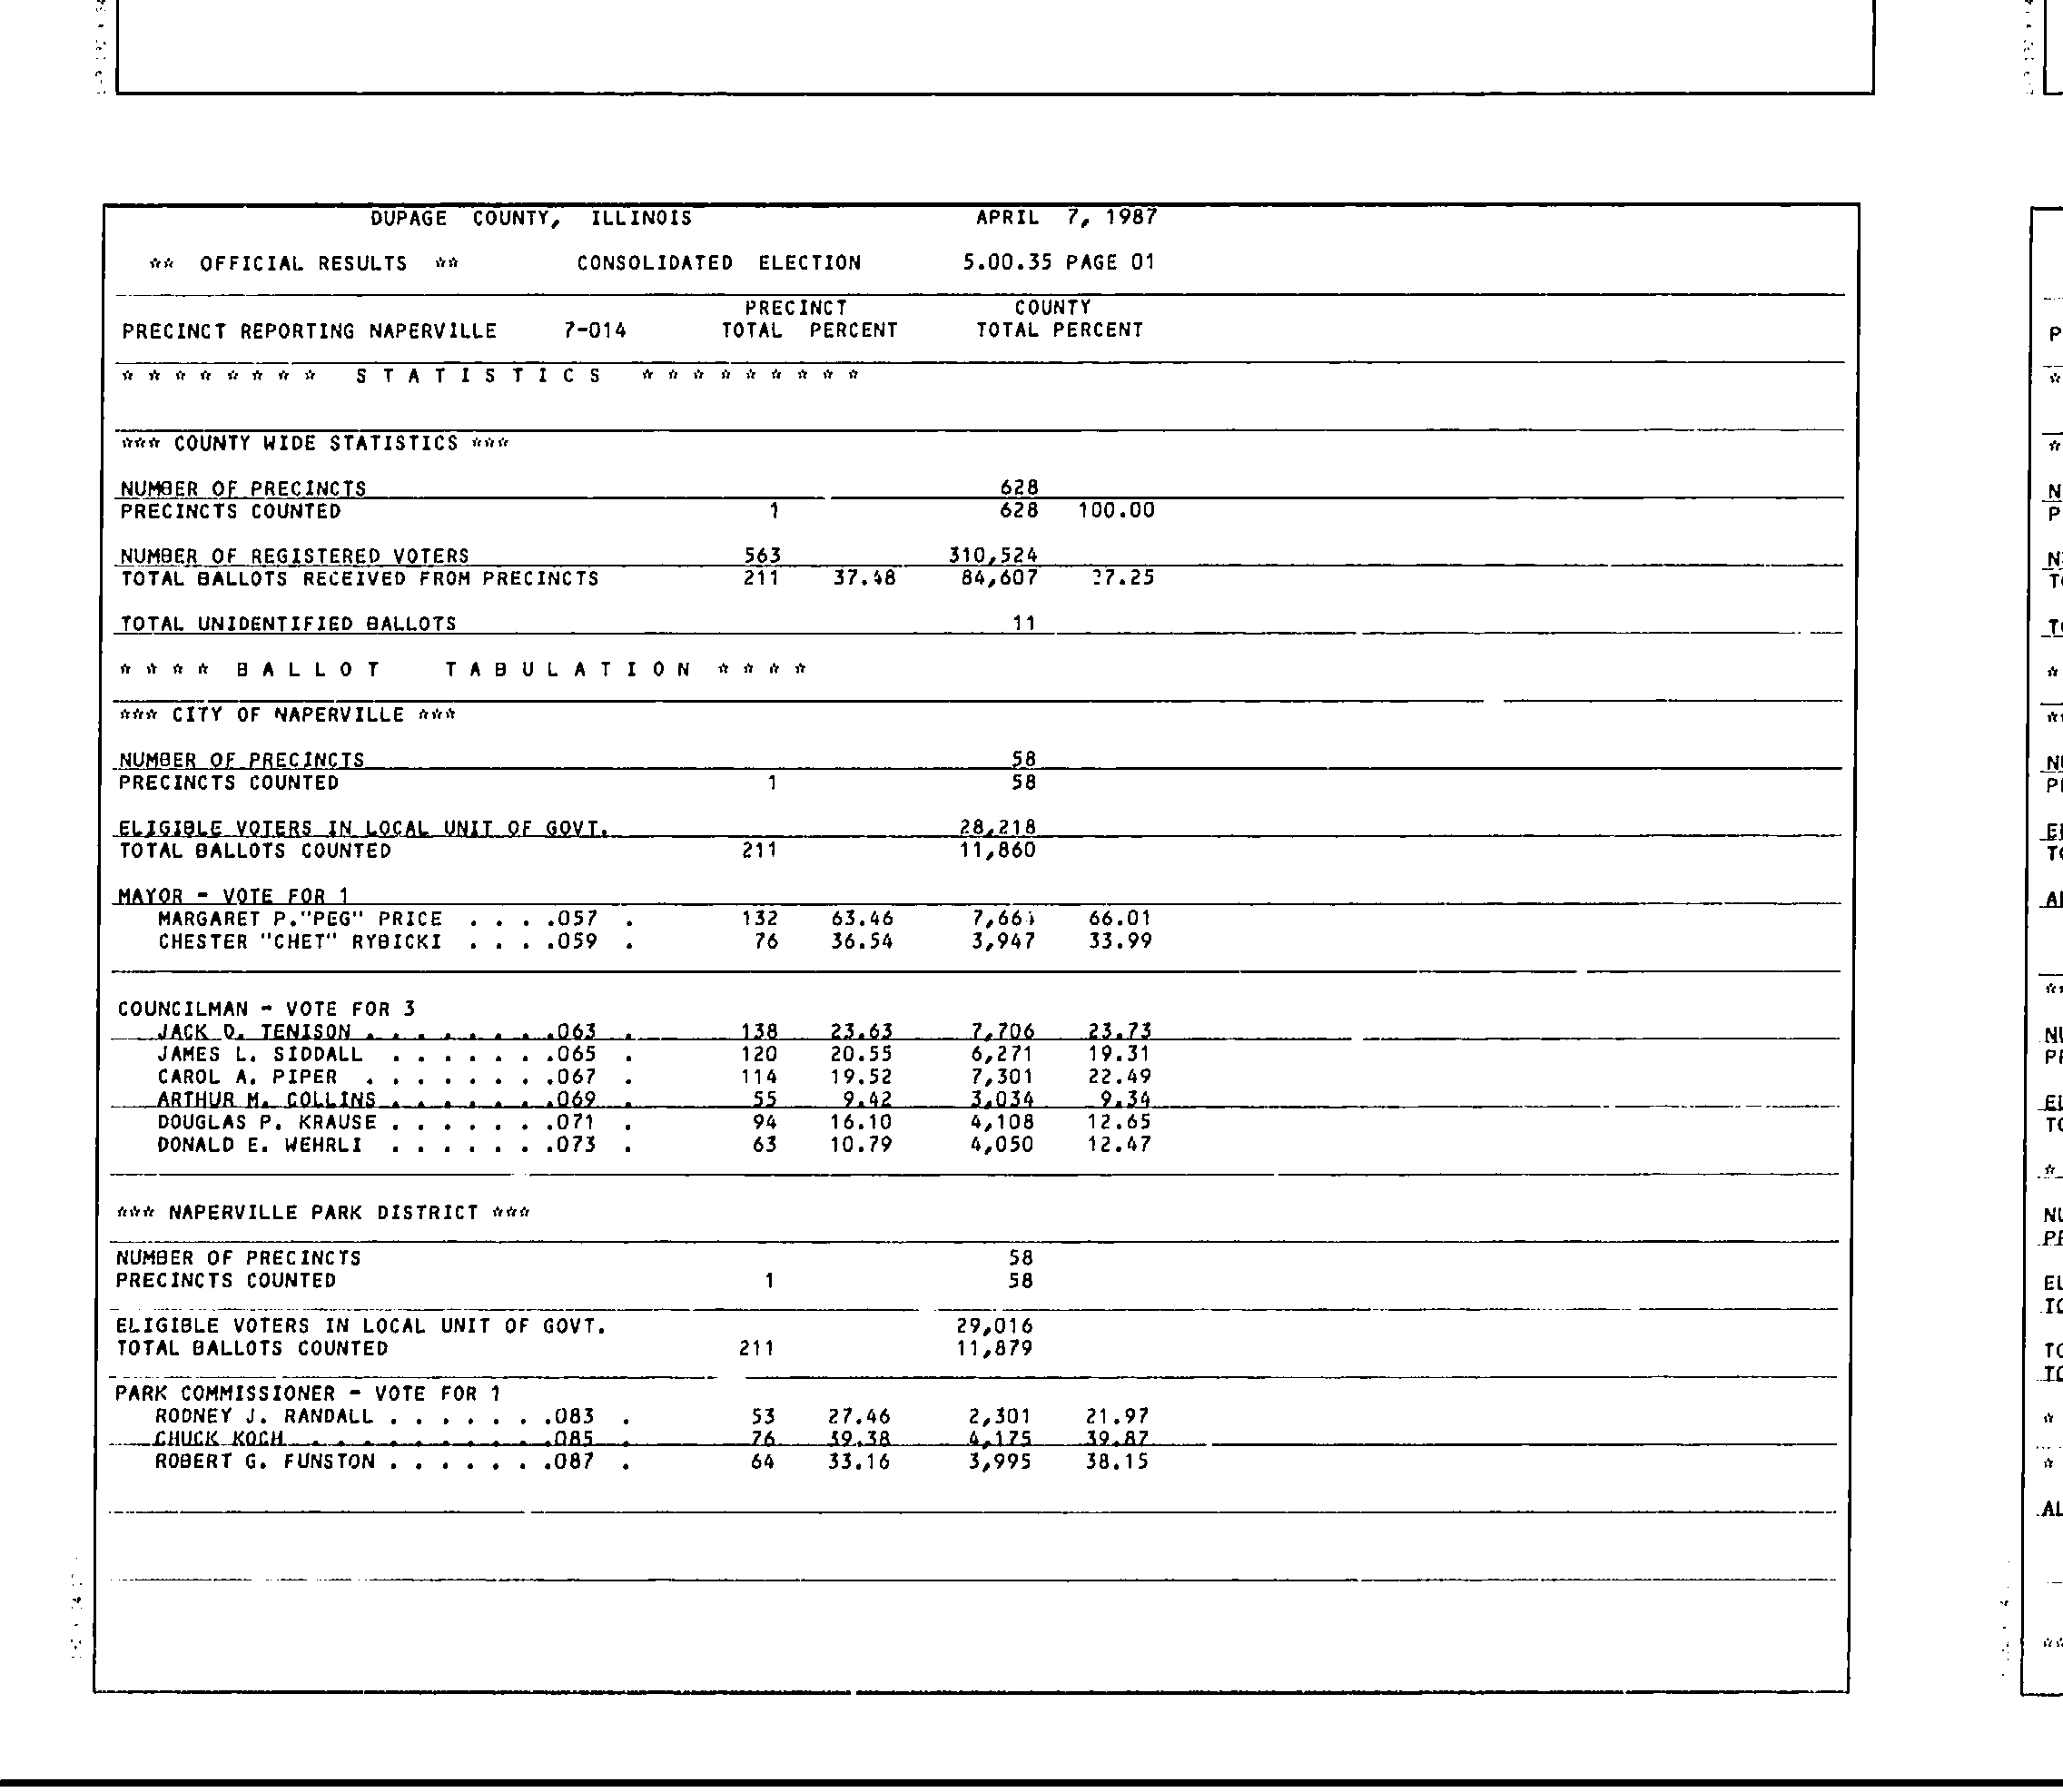 DUPAGE COUNTY, ILLINOIS APRIL 7, 1987
** OFFICIAL RESULTS ** CONSOLIDATED ELECTION 5.00.35 PAGE 01
PRECINCT COUNTY
PRECINCT REPORTING NAPERVILLE 7-014 TOTAL PERCENT TOTAL PERCENT
* * * * * * * * S T A T I S T I C S * * * * * * * * *
*** COUNTY WIDE STATISTICS ***
NUMBER OF PRECINCTS 628
PRECINCTS COUNTED 1 628 100.00
NUMBER OF REGISTERED VOTERS 563 310,524
TOTAL BALLOTS RECEIVED FROM PRECINCTS 211 37.48 84,607 27.25
TOTAL UNIDENTIFIED BALLOTS 11
* * * * B A L L O T T A B U L A T I O N * * * *
*** CITY OF NAPERVILLE ***
NUMBER OF PRECINCTS 58
PRECINCTS COUNTED 1 58
ELIGIBLE VOTERS IN LOCAL UNIT OF GOVT. 28,218
TOTAL BALLOTS COUNTED 211 11,860
MAYOR - VOTE FOR 1
MARGARET P."PEG" PRICE . . . .057 . 132 63.46 66.01
CHESTER "CHET" RYBICKI . . . .059 . 76 36.54 3,947 33.99
COUNCILMAN - VOTE FOR 3
JACK D. TENISON . . . . . . . .063 . 138 23.63 7,706 23.73
JAMES L. SIDDALL . . . . . . .065 . 120 20.55 6,271 19.31
CAROL A. PIPER . . . . . . . .067 . 114 19.52 7,301 22.49
ARTHUR M. COLLINS . . . . . . .069 . 55 9.42 3,034 9.34
DOUGLAS P. KRAUSE . . . . . . .071 . 94 16.10 4,108 12.65
DONALD E. WEHRLI . . . . . . .073 . 63 10.79 4,050 12.47
*** NAPERVILLE PARK DISTRICT ***
NUMBER OF PRECINCTS 58
PRECINCTS COUNTED 1 58
ELIGIBLE VOTERS IN LOCAL UNIT OF GOVT. 29,016
TOTAL BALLOTS COUNTED 211 11,879
PARK COMMISSIONER - VOTE FOR 1
RODNEY J. RANDALL . . . . . . .083 . 53 27.46 2,301 21.97
CHUCK KOCH . . . . . . . . . . .085 . 76 39.38 4,175 39.87
ROBERT G. FUNSTON . . . . . . .087 . 64 33.16 3,995 38.15